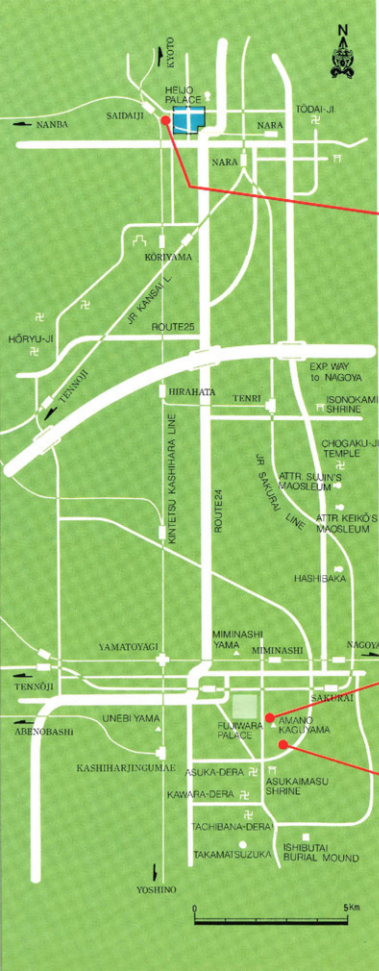 N
KYOTO
HEIJO
PALACE
SAIDAIJI
TŌDAI-JI
NANBA
NARA
NARA
KŌRIYAMA
JR KANSAI L.
HŌRYU-JI
ROUTE25
EXP. WAY
to NAGOYA
TENNOJI
HIRAHATA
TENRI
ISONOKAMI
SHRINE
CHOGAKU-JI
TEMPLE
KINTETSU KASHIHARA LINE
ROUTE24
JR SAKURAI LINE
ATTR SUJIN'S
MAOSLEUM
ATTR KEIKŌ'S
MAOSLEUM
HASHIBAKA
YAMATOYAGI
MIMINASHI
YAMA
MIMINASHI
NAGOYA
TENNŌJI
SAKURAI
ABENOBASHI
UNEBI YAMA
FUJIWARA
PALACE
AMANO
KAGUYAMA
KASHIHARJINGUMAE
ASUKA-DERA
ASUKAIMASU
SHRINE
KAWARA-DERA
TACHIBANA-DERA
TAKAMATSUZUKA
ISHIBUTAI
BURIAL MOUND
YOSHINO
0
5Km